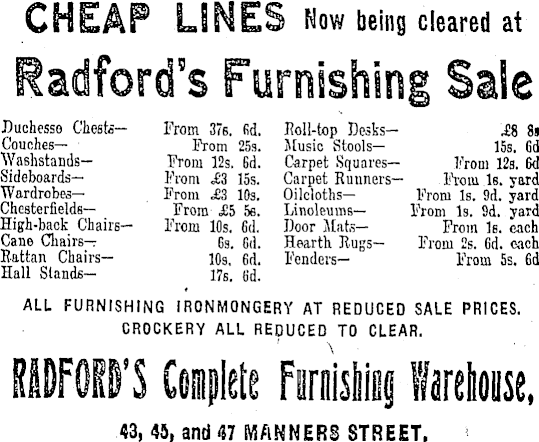 CHEAP LINES Now being cleared at
Radford's Furnishing Sale
Duchesse Chests— From 37s. 6d.
Couches— From 25s.
Washstands— From 12s. 6d.
Sideboards— From £3 15s.
Wardrobes— From £3 10s.
Chesterfields— From £5 5s.
High-back Chairs— From 10s. 6d.
Cane Chairs— 6s. 6d.
Rattan Chairs— 10s. 6d.
Hall Stands— 17s. 6d.
Roll-top Desks— £8 8s
Music Stools— 15s. 6d
Carpet Squares— From 12s. 6d
Carpet Runners— From 1s. yard
Oilcloths— From 1s. 9d. yard
Linoleums— From 1s. 9d. yard
Door Mats— From 1s. each
Hearth Rugs— From 2s. 6d. each
Fenders— From 5s. 6d
ALL FURNISHING IRONMONGERY AT REDUCED SALE PRICES.
CROCKERY ALL REDUCED TO CLEAR.
RADFORD'S Complete Furnishing Warehouse,
43, 45, and 47 MANNERS STREET,